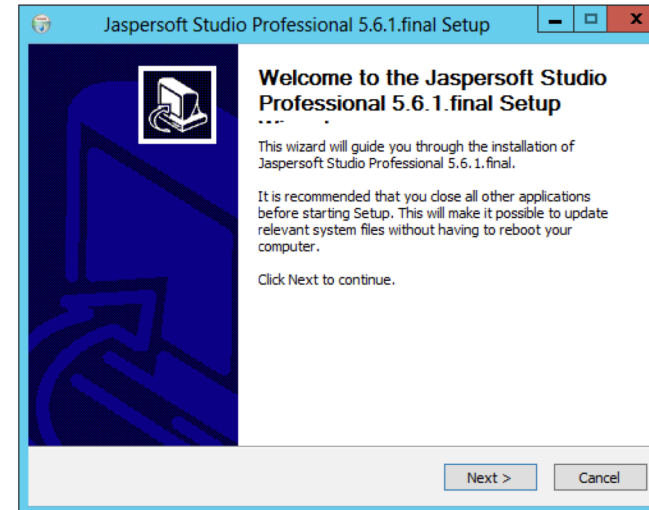 Jaspersoft Studio Professional 5.6.1.final Setup
Welcome to the Jaspersoft Studio
Professional 5.6.1.final Setup
This wizard will guide you through the installation of
Jaspersoft Studio Professional 5.6.1.final.
It is recommended that you close all other applications
before starting Setup. This will make it possible to update
relevant system files without having to reboot your
computer.
Click Next to continue.
Next >
Cancel